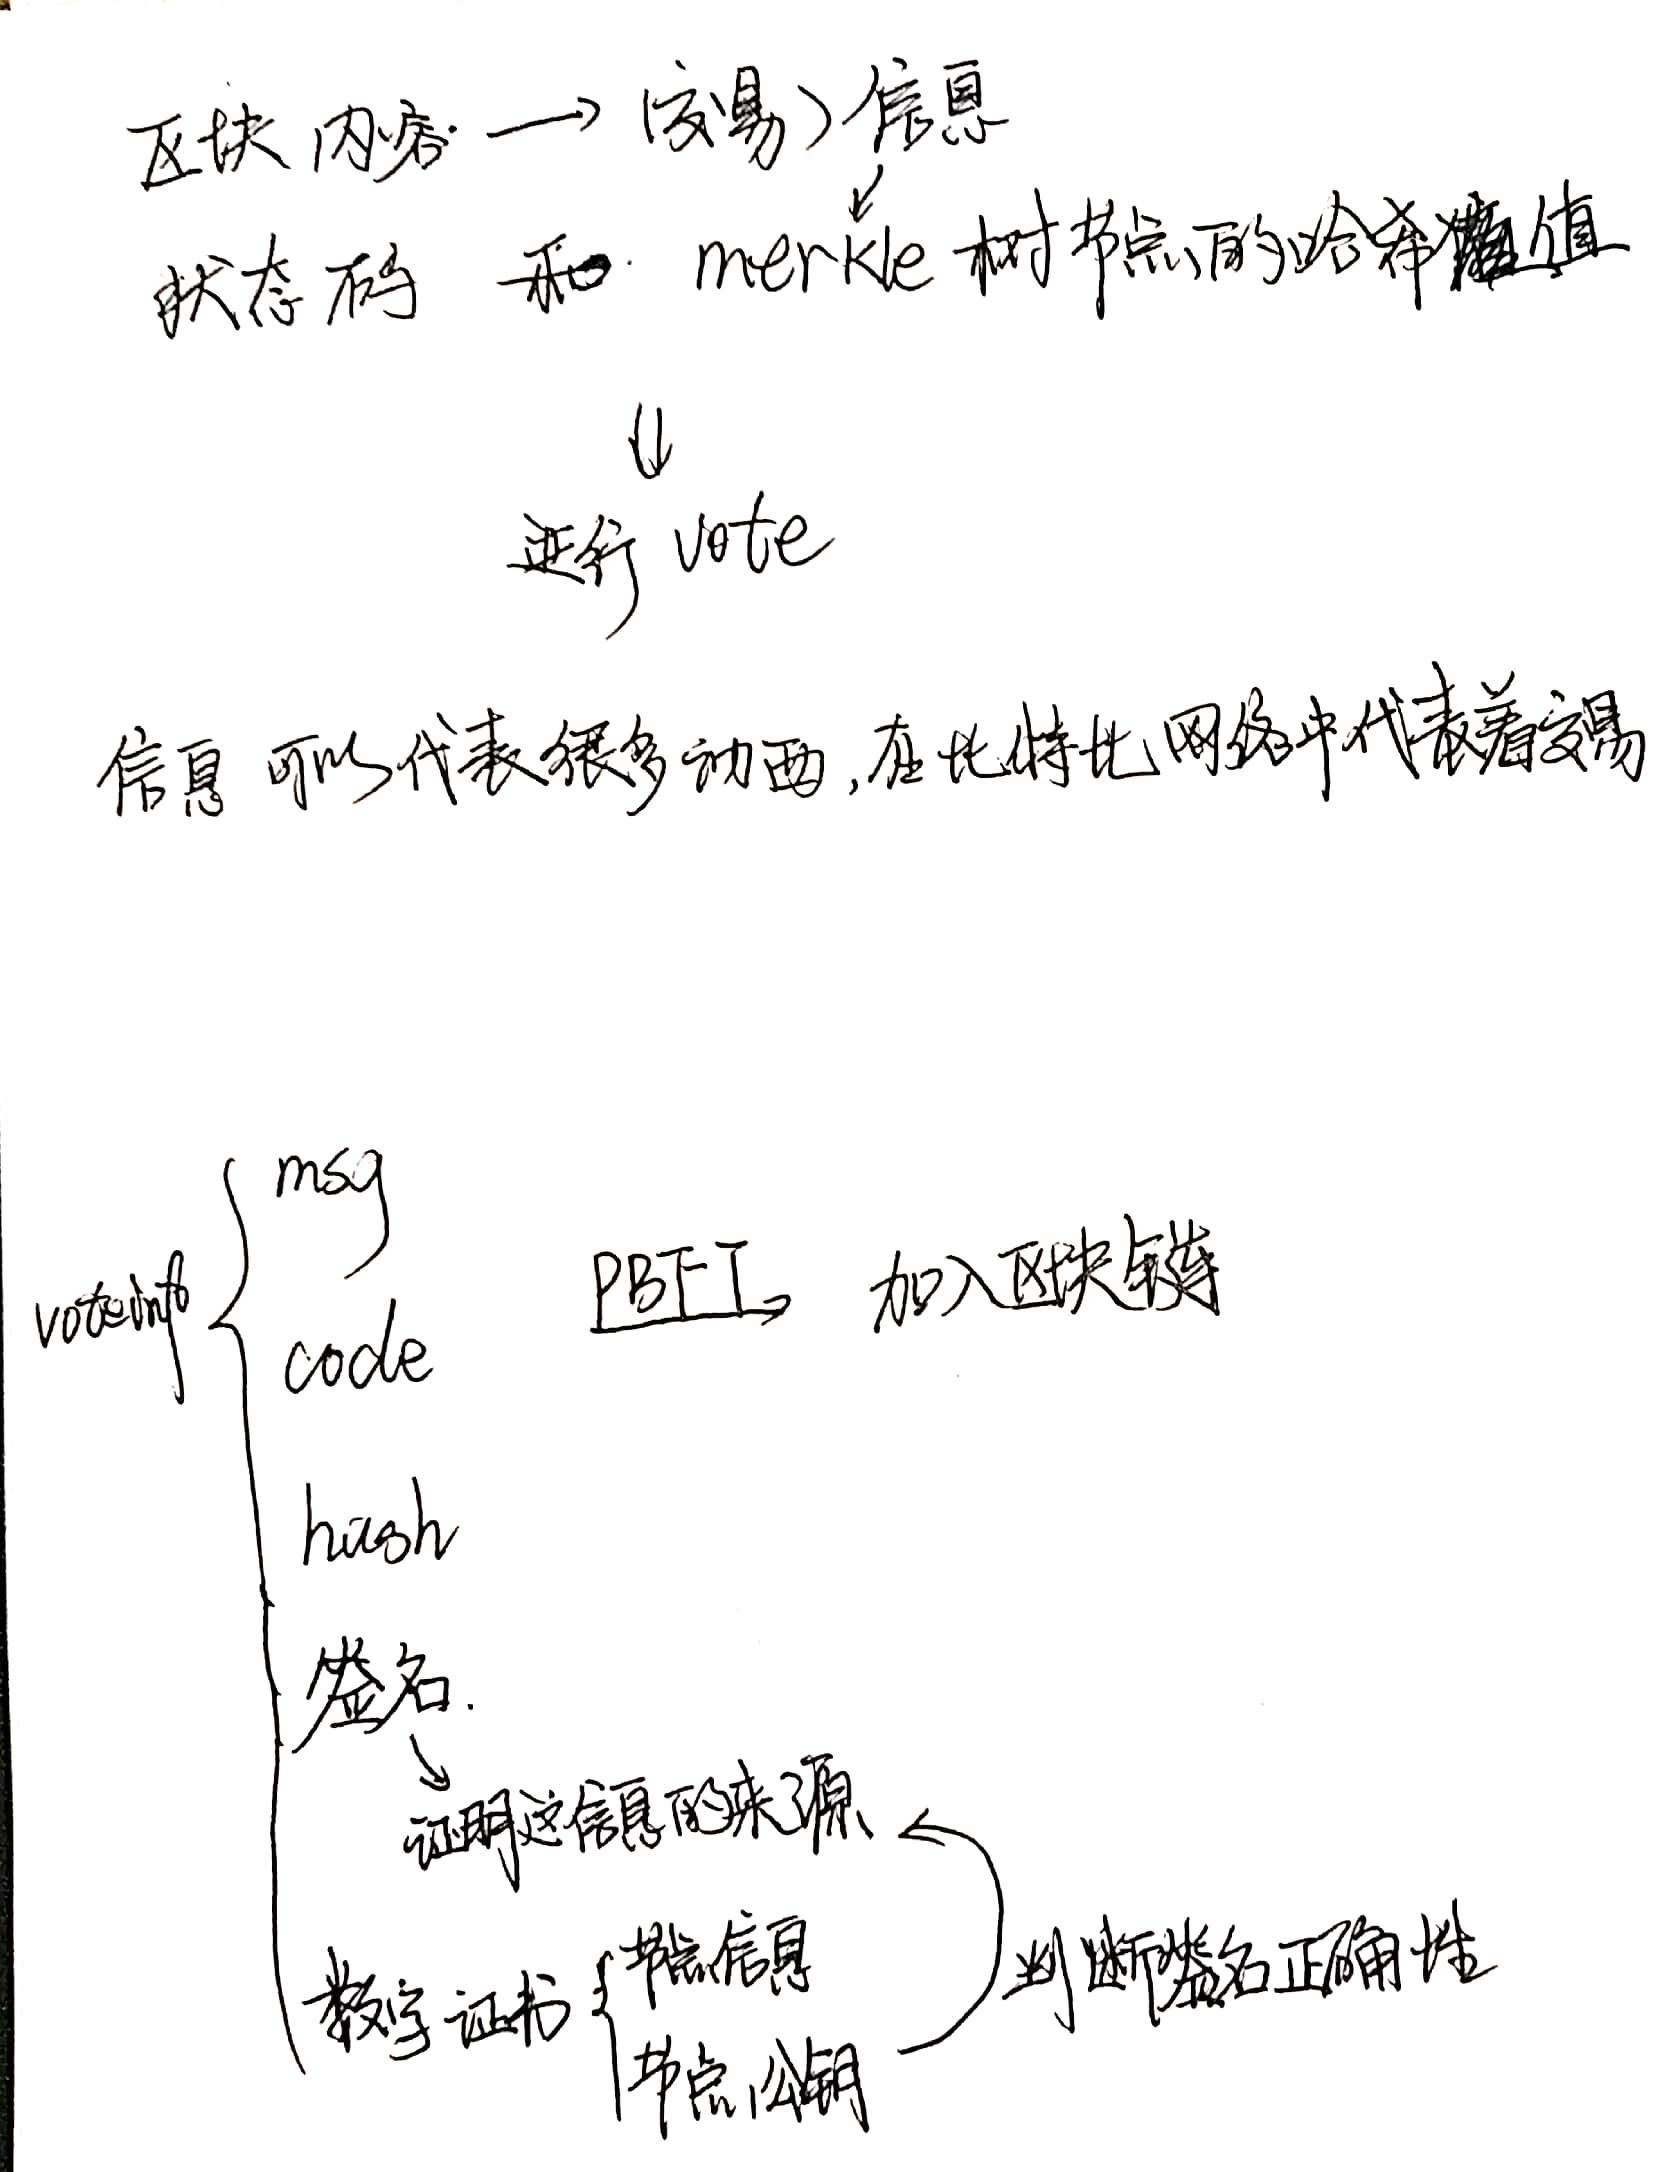 区块内容 → (交易) 信息
状态码 和 merkle 树节点的哈希值
进行 vote
信息可以代表很多东西,在比特比网络中代表着交易
voteinfo
msg
code
PBFT 加入区块链
hash
签名.
证明这信息的来源
数字证书
节点信息
节点公钥
判断签名正确性